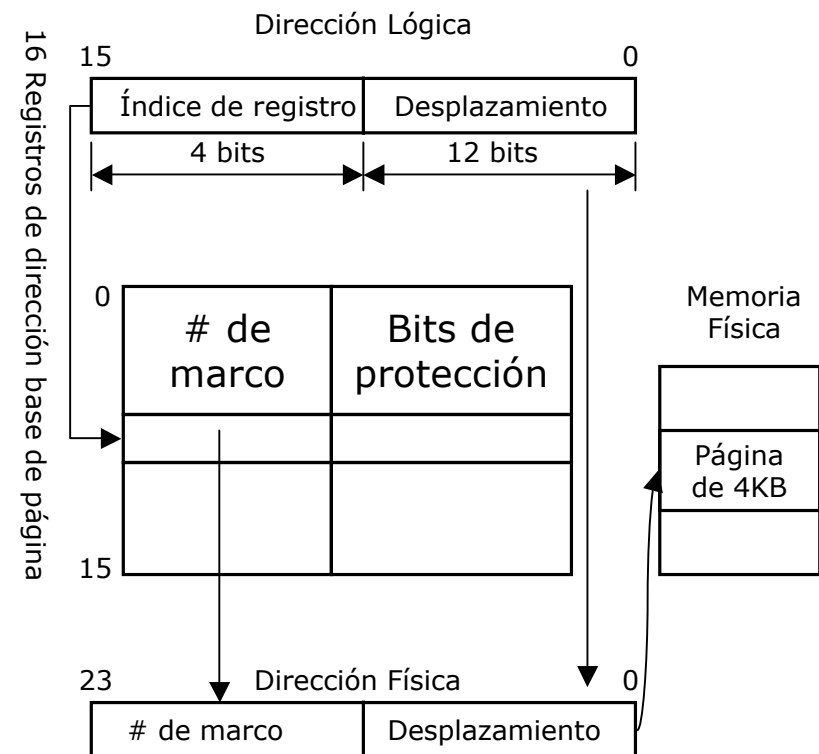 Dirección Lógica
15
0
Índice de registro
Desplazamiento
4 bits
12 bits
16 Registros de dirección base de página
0
# de
marco
Bits de
protección
15
Memoria
Física
Página
de 4KB
23
Dirección Física
0
# de marco
Desplazamiento